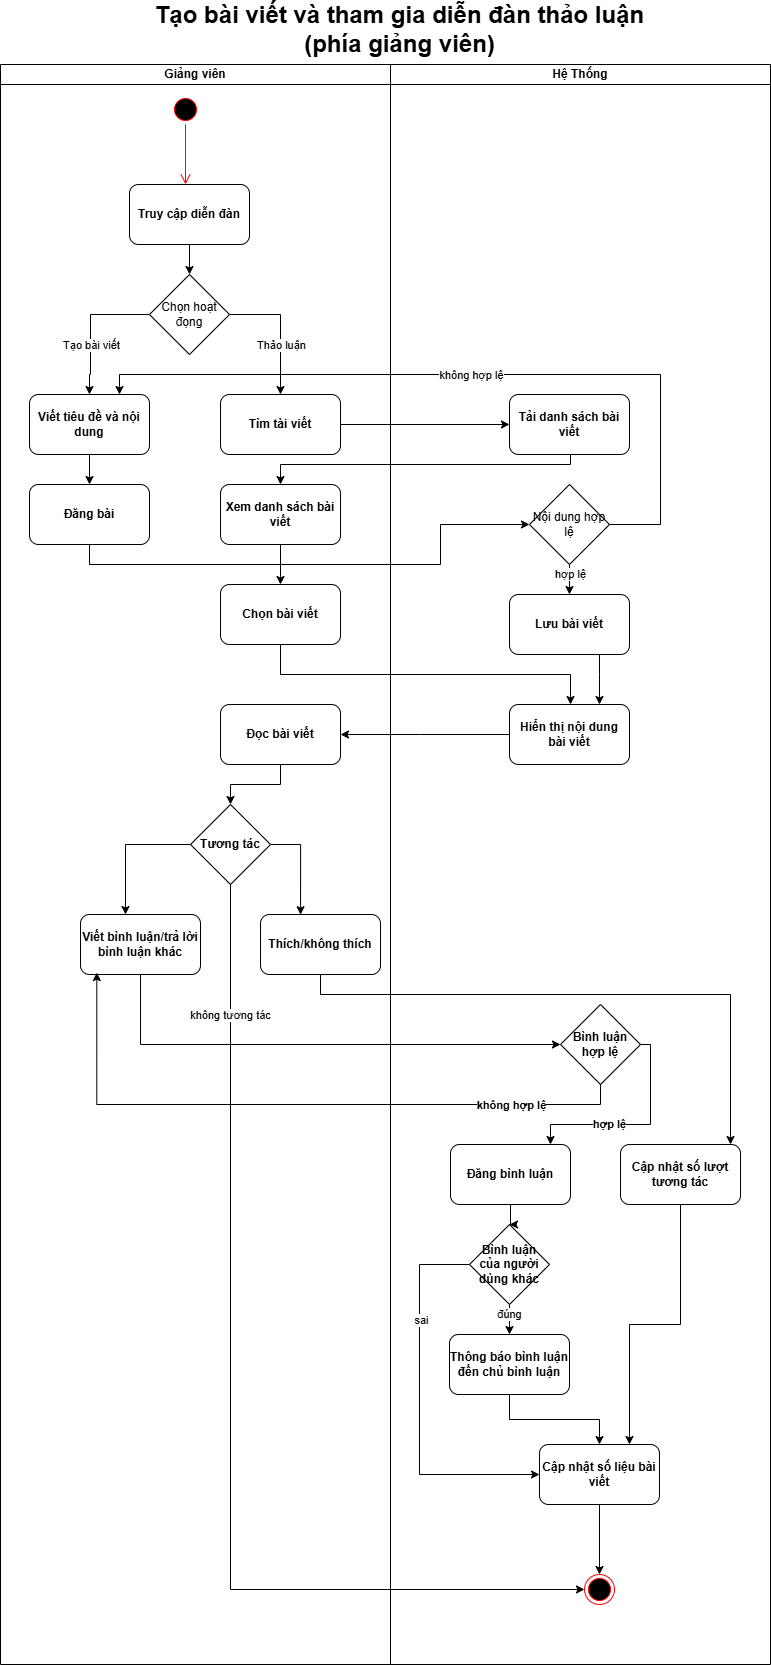 Tạo bài viết và tham gia diễn đàn thảo luận
(phía giảng viên)
Giảng viên
Hệ Thống
Truy cập diễn đàn
Chọn hoạt
đọng
Tạo bài viết
Thảo luận
không hợp lệ
Viết tiêu đề và nội
dung
Tìm tài viết
Tải danh sách bài
viết
Đăng bài
Xem danh sách bài
viết
Nội dung hợp
lệ
hợp lệ
Chọn bài viết
Lưu bài viết
Đọc bài viết
Hiển thị nội dung
bài viết
Tương tác
Viết bình luận/trả lời
bình luận khác
Thích/không thích
không tương tác
Bình luận
hợp lệ
không hợp lệ
hợp lệ
Đăng bình luận
Cập nhật số lượt
tương tác
Bình luận
của người
dùng khác
sai
đúng
Thông báo bình luận
đến chủ bình luận
Cập nhật số liệu bài
viết